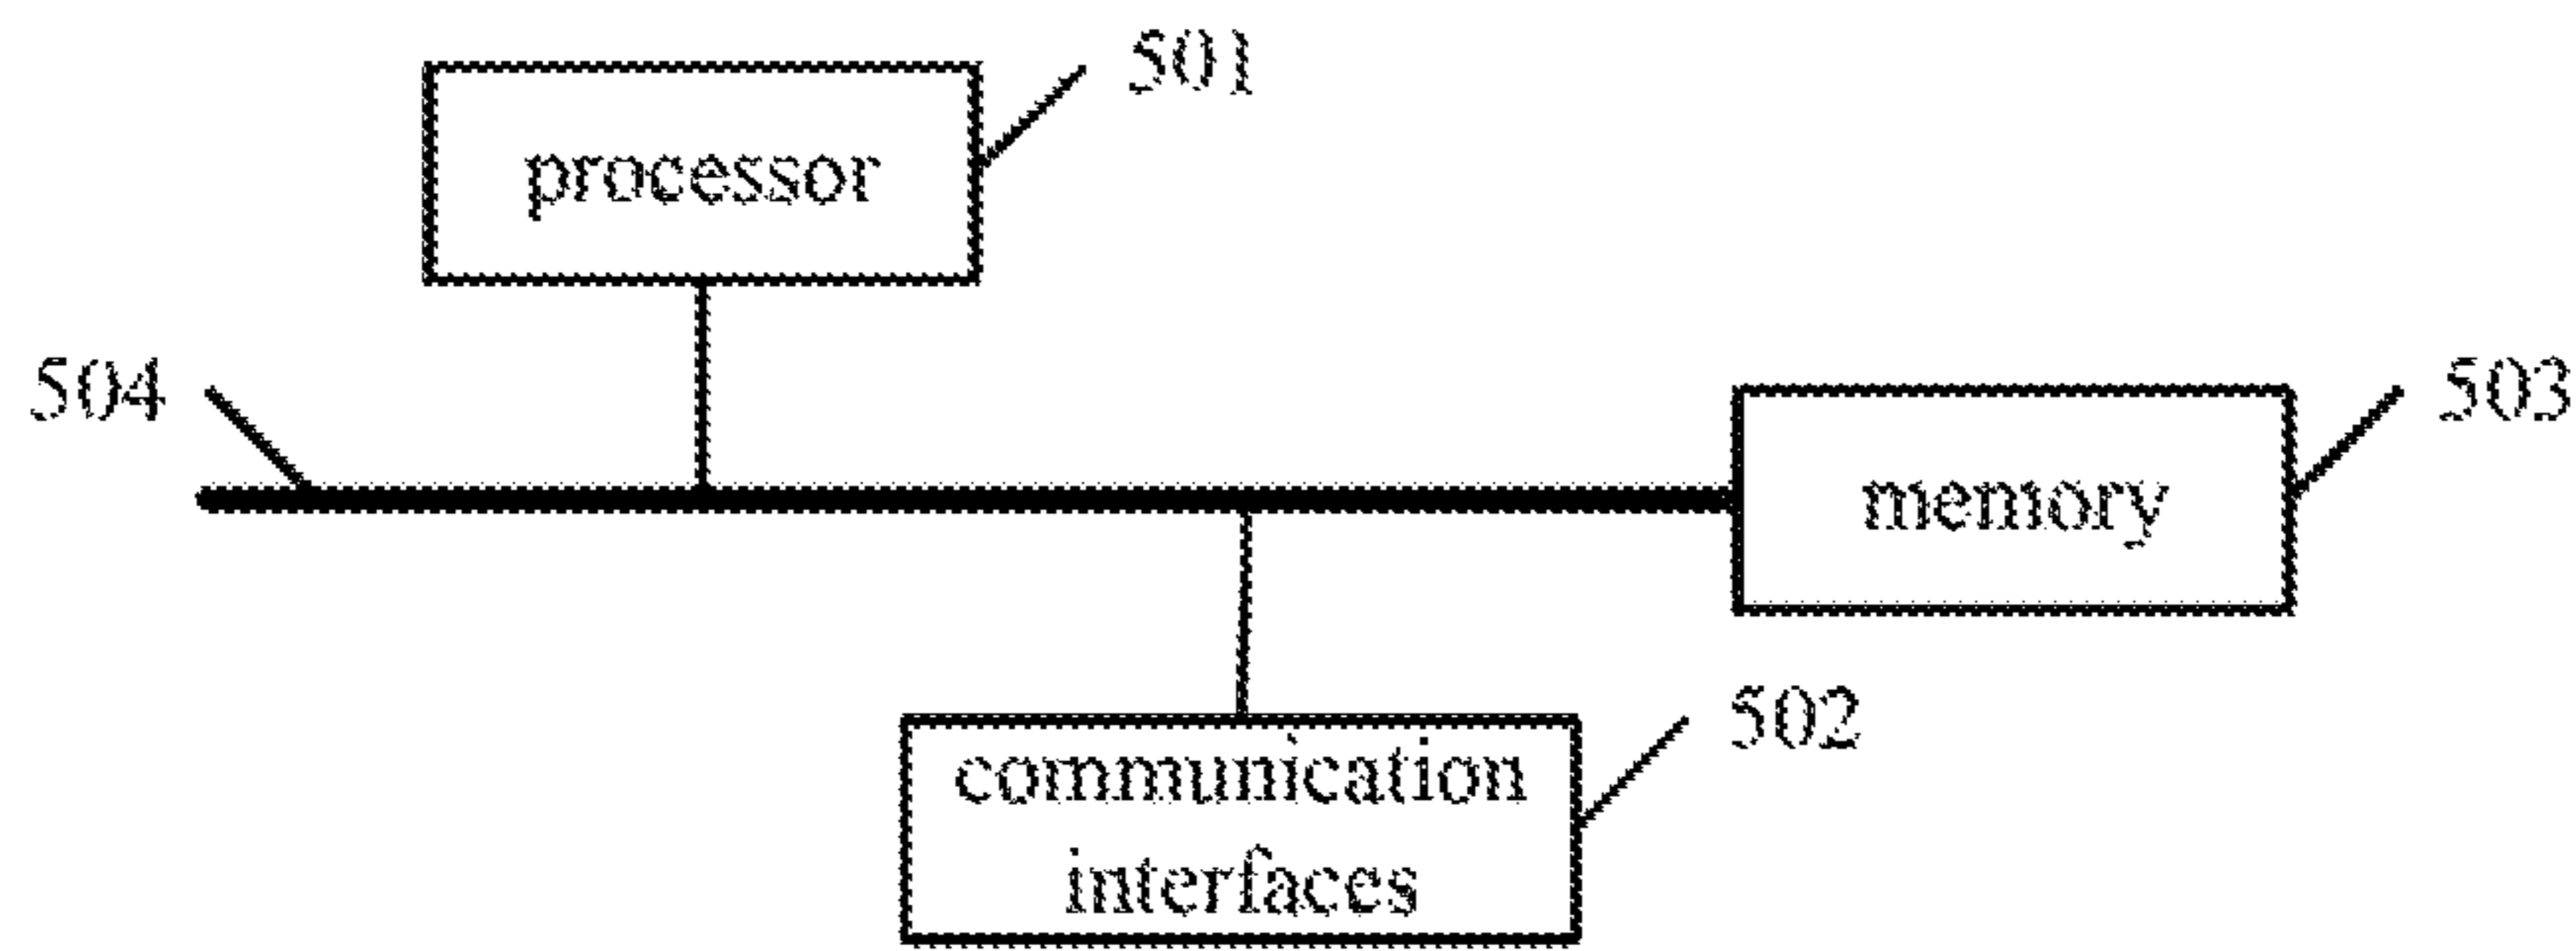 501
processor
504
503
memory
502
communication
interfaces